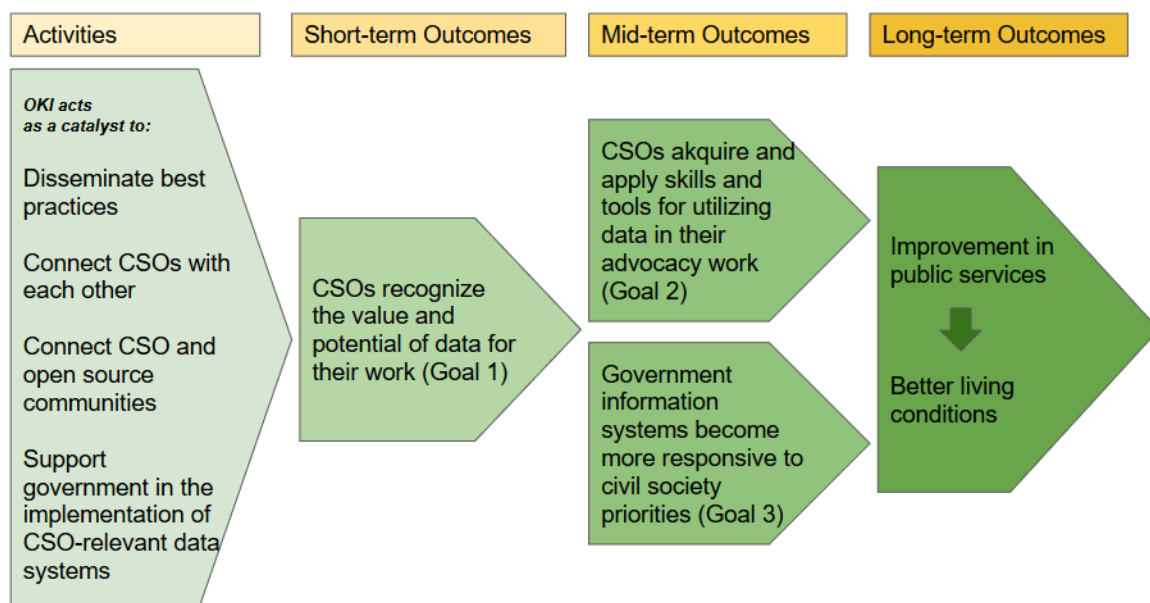 Activities
Short-term Outcomes
Mid-term Outcomes
Long-term Outcomes
OKI acts
as a catalyst to:
Disseminate best
practices
Connect CSOs with
each other
Connect CSO and
open source
communities
Support
government in the
implementation of
CSO-relevant data
systems
CSOs recognize
the value and
potential of data for
their work (Goal 1)
CSOs akquire and
apply skills and
tools for utilizing
data in their
advocacy work
(Goal 2)
Government
information
systems become
more responsive to
civil society
priorities (Goal 3)
Improvement in
public services
Better living
conditions